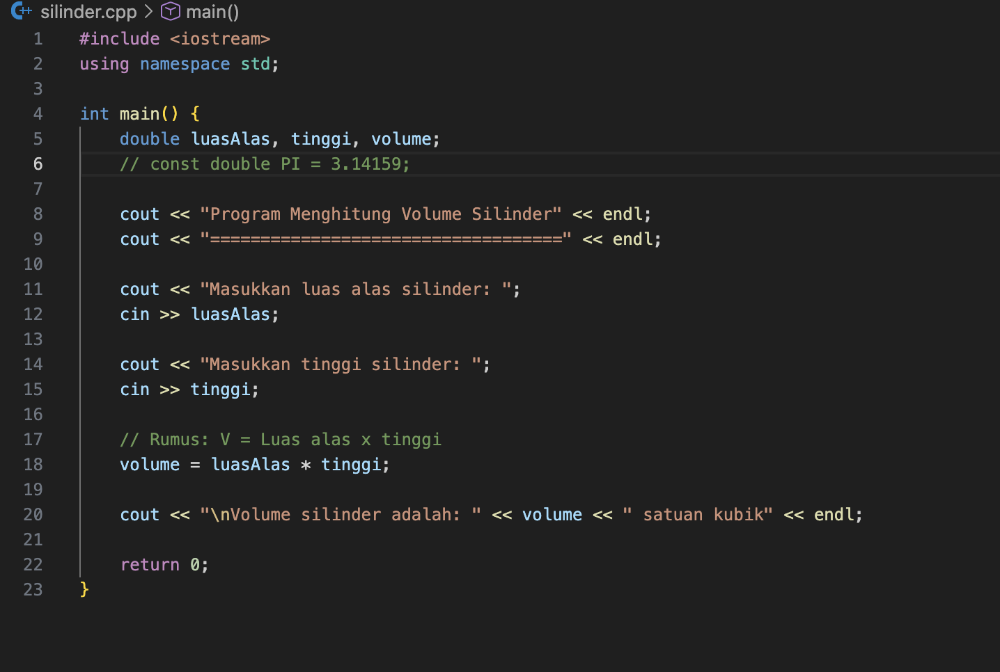 silinder.cpp > main()
1 #include <iostream>
2 using namespace std;
3
4 int main() {
5     double luasAlas, tinggi, volume;
6     // const double PI = 3.14159;
7
8     cout << "Program Menghitung Volume Silinder" << endl;
9     cout << "===================================" << endl;
10
11     cout << "Masukkan luas alas silinder: ";
12     cin >> luasAlas;
13
14     cout << "Masukkan tinggi silinder: ";
15     cin >> tinggi;
16
17     // Rumus: V = Luas alas x tinggi
18     volume = luasAlas * tinggi;
19
20     cout << "\nVolume silinder adalah: " << volume << " satuan kubik" << endl;
21
22     return 0;
23 }